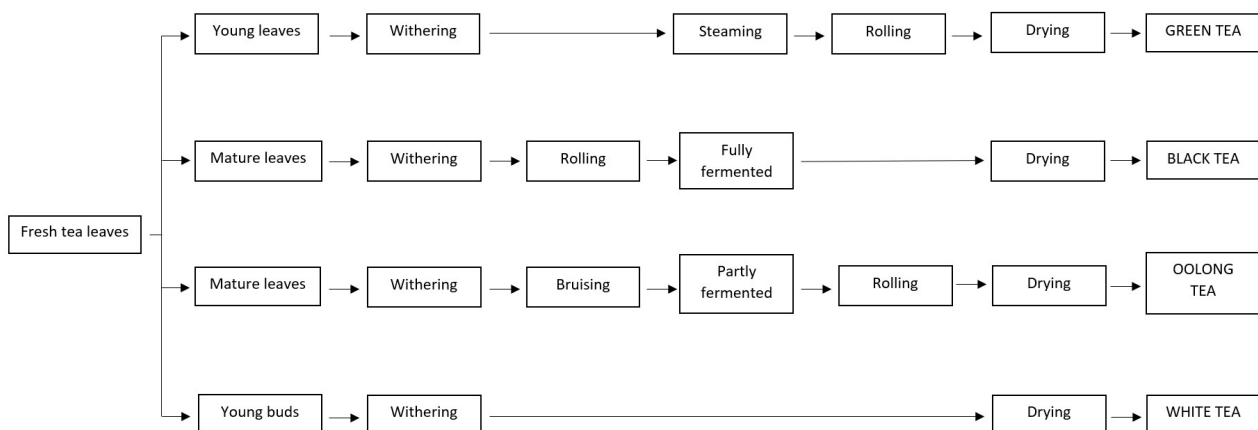 Young leaves
Withering
Steaming
Rolling
Drying
GREEN TEA
Mature leaves
Withering
Rolling
Fully
fermented
Drying
BLACK TEA
Fresh tea leaves
Mature leaves
Withering
Bruising
Partly
fermented
Rolling
Drying
OOLONG
TEA
Young buds
Withering
Drying
WHITE TEA